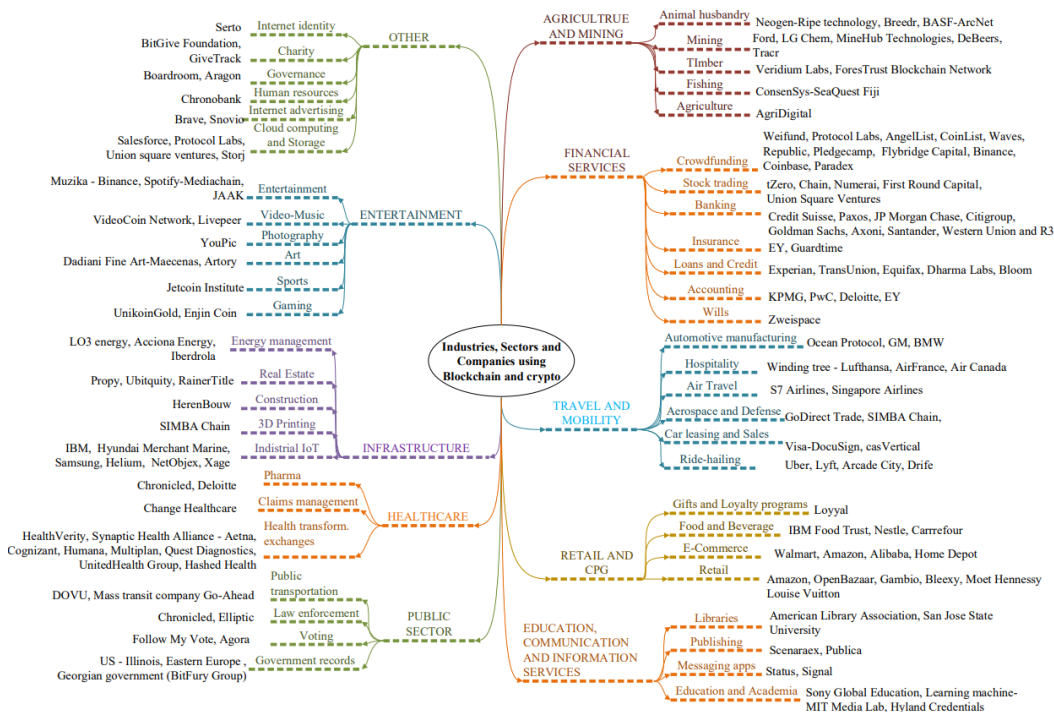 Industries, Sectors and
Companies using
Blockchain and crypto
OTHER
Internet identity
Serto
Charity
BitGive Foundation,
GiveTrack
Governance
Boardroom, Aragon
Human resources
Chronobank
Internet advertising
Brave, Snovio
Cloud computing
and Storage
Salesforce, Protocol Labs,
Union square ventures, Storj
ENTERTAINMENT
Entertainment
Muzika - Binance, Spotify-Mediachain,
JAAK
Video-Music
VideoCoin Network, Livepeer
Photography
YouPic
Art
Dadiani Fine Art-Maecenas, Artory
Sports
Jetcoin Institute
Gaming
UnikoinGold, Enjin Coin
INFRASTRUCTURE
Energy management
LO3 energy, Acciona Energy,
Iberdrola
Real Estate
Propy, Ubitquity, RainerTitle
Construction
HerenBouw
3D Printing
SIMBA Chain
Indistrial IoT
IBM, Hyundai Merchant Marine,
Samsung, Helium, NetObjex, Xage
HEALTHCARE
Pharma
Chronicled, Deloitte
Claims management
Change Healthcare
Health transform.
exchanges
HealthVerity, Synaptic Health Alliance - Aetna,
Cognizant, Humana, Multiplan, Quest Diagnostics,
UnitedHealth Group, Hashed Health
PUBLIC
SECTOR
Public
transportation
DOVU, Mass transit company Go-Ahead
Law enforcement
Chronicled, Elliptic
Voting
Follow My Vote, Agora
Government records
US - Illinois, Eastern Europe ,
Georgian government (BitFury Group)
AGRICULTRUE
AND MINING
Animal husbandry
Neogen-Ripe technology, Breedr, BASF-ArcNet
Mining
Ford, LG Chem, MineHub Technologies, DeBeers,
Tracr
TImber
Veridium Labs, ForesTrust Blockchain Network
Fishing
ConsenSys-SeaQuest Fiji
Agriculture
AgriDigital
FINANCIAL
SERVICES
Crowdfunding
Weifund, Protocol Labs, AngelList, CoinList, Waves,
Republic, Pledgecamp, Flybridge Capital, Binance,
Coinbase, Paradex
Stock trading
tZero, Chain, Numerai, First Round Capital,
Union Square Ventures
Banking
Credit Suisse, Paxos, JP Morgan Chase, Citigroup,
Goldman Sachs, Axoni, Santander, Western Union and R3
Insurance
EY, Guardtime
Loans and Credit
Experian, TransUnion, Equifax, Dharma Labs, Bloom
Accounting
KPMG, PwC, Deloitte, EY
Wills
Zweispace
TRAVEL AND
MOBILITY
Automotive manufacturing
Ocean Protocol, GM, BMW
Hospitality
Winding tree - Lufthansa, AirFrance, Air Canada
Air Travel
S7 Airlines, Singapore Airlines
Aerospace and Defense
GoDirect Trade, SIMBA Chain,
Car leasing and Sales
Visa-DocuSign, casVertical
Ride-hailing
Uber, Lyft, Arcade City, Drife
RETAIL AND
CPG
Gifts and Loyalty programs
Loyyal
Food and Beverage
IBM Food Trust, Nestle, Carrrefour
E-Commerce
Walmart, Amazon, Alibaba, Home Depot
Retail
Amazon, OpenBazaar, Gambio, Bleexy, Moet Hennessy
Louise Vuitton
EDUCATION,
COMMUNICATION
AND INFORMATION
SERVICES
Libraries
American Library Association, San Jose State
University
Publishing
Scenaraex, Publica
Messaging apps
Status, Signal
Education and Academia
Sony Global Education, Learning machine-
MIT Media Lab, Hyland Credentials